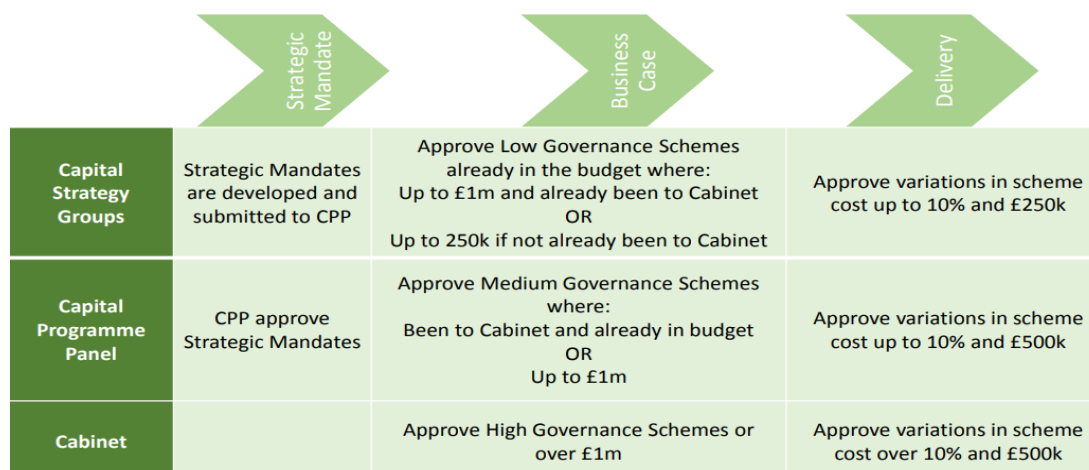 Strategic
Mandate
Business
Case
Delivery
Capital
Strategy
Groups
Strategic Mandates
are developed and
submitted to CPP
Approve Low Governance Schemes
already in the budget where:
Up to £1m and already been to Cabinet
OR
Up to 250k if not already been to Cabinet
Approve variations in scheme
cost up to 10% and £250k
Capital
Programme
Panel
CPP approve
Strategic Mandates
Approve Medium Governance Schemes
where:
Been to Cabinet and already in budget
OR
Up to £1m
Approve variations in scheme
cost up to 10% and £500k
Cabinet
Approve High Governance Schemes or
over £1m
Approve variations in scheme
cost over 10% and £500k